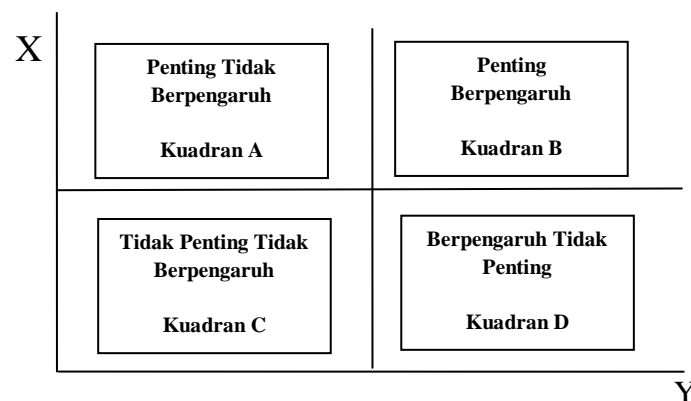 X
Penting Tidak
Berpengaruh
Kuadran A
Penting
Berpengaruh
Kuadran B
Tidak Penting Tidak
Berpengaruh
Kuadran C
Berpengaruh Tidak
Penting
Kuadran D
Y